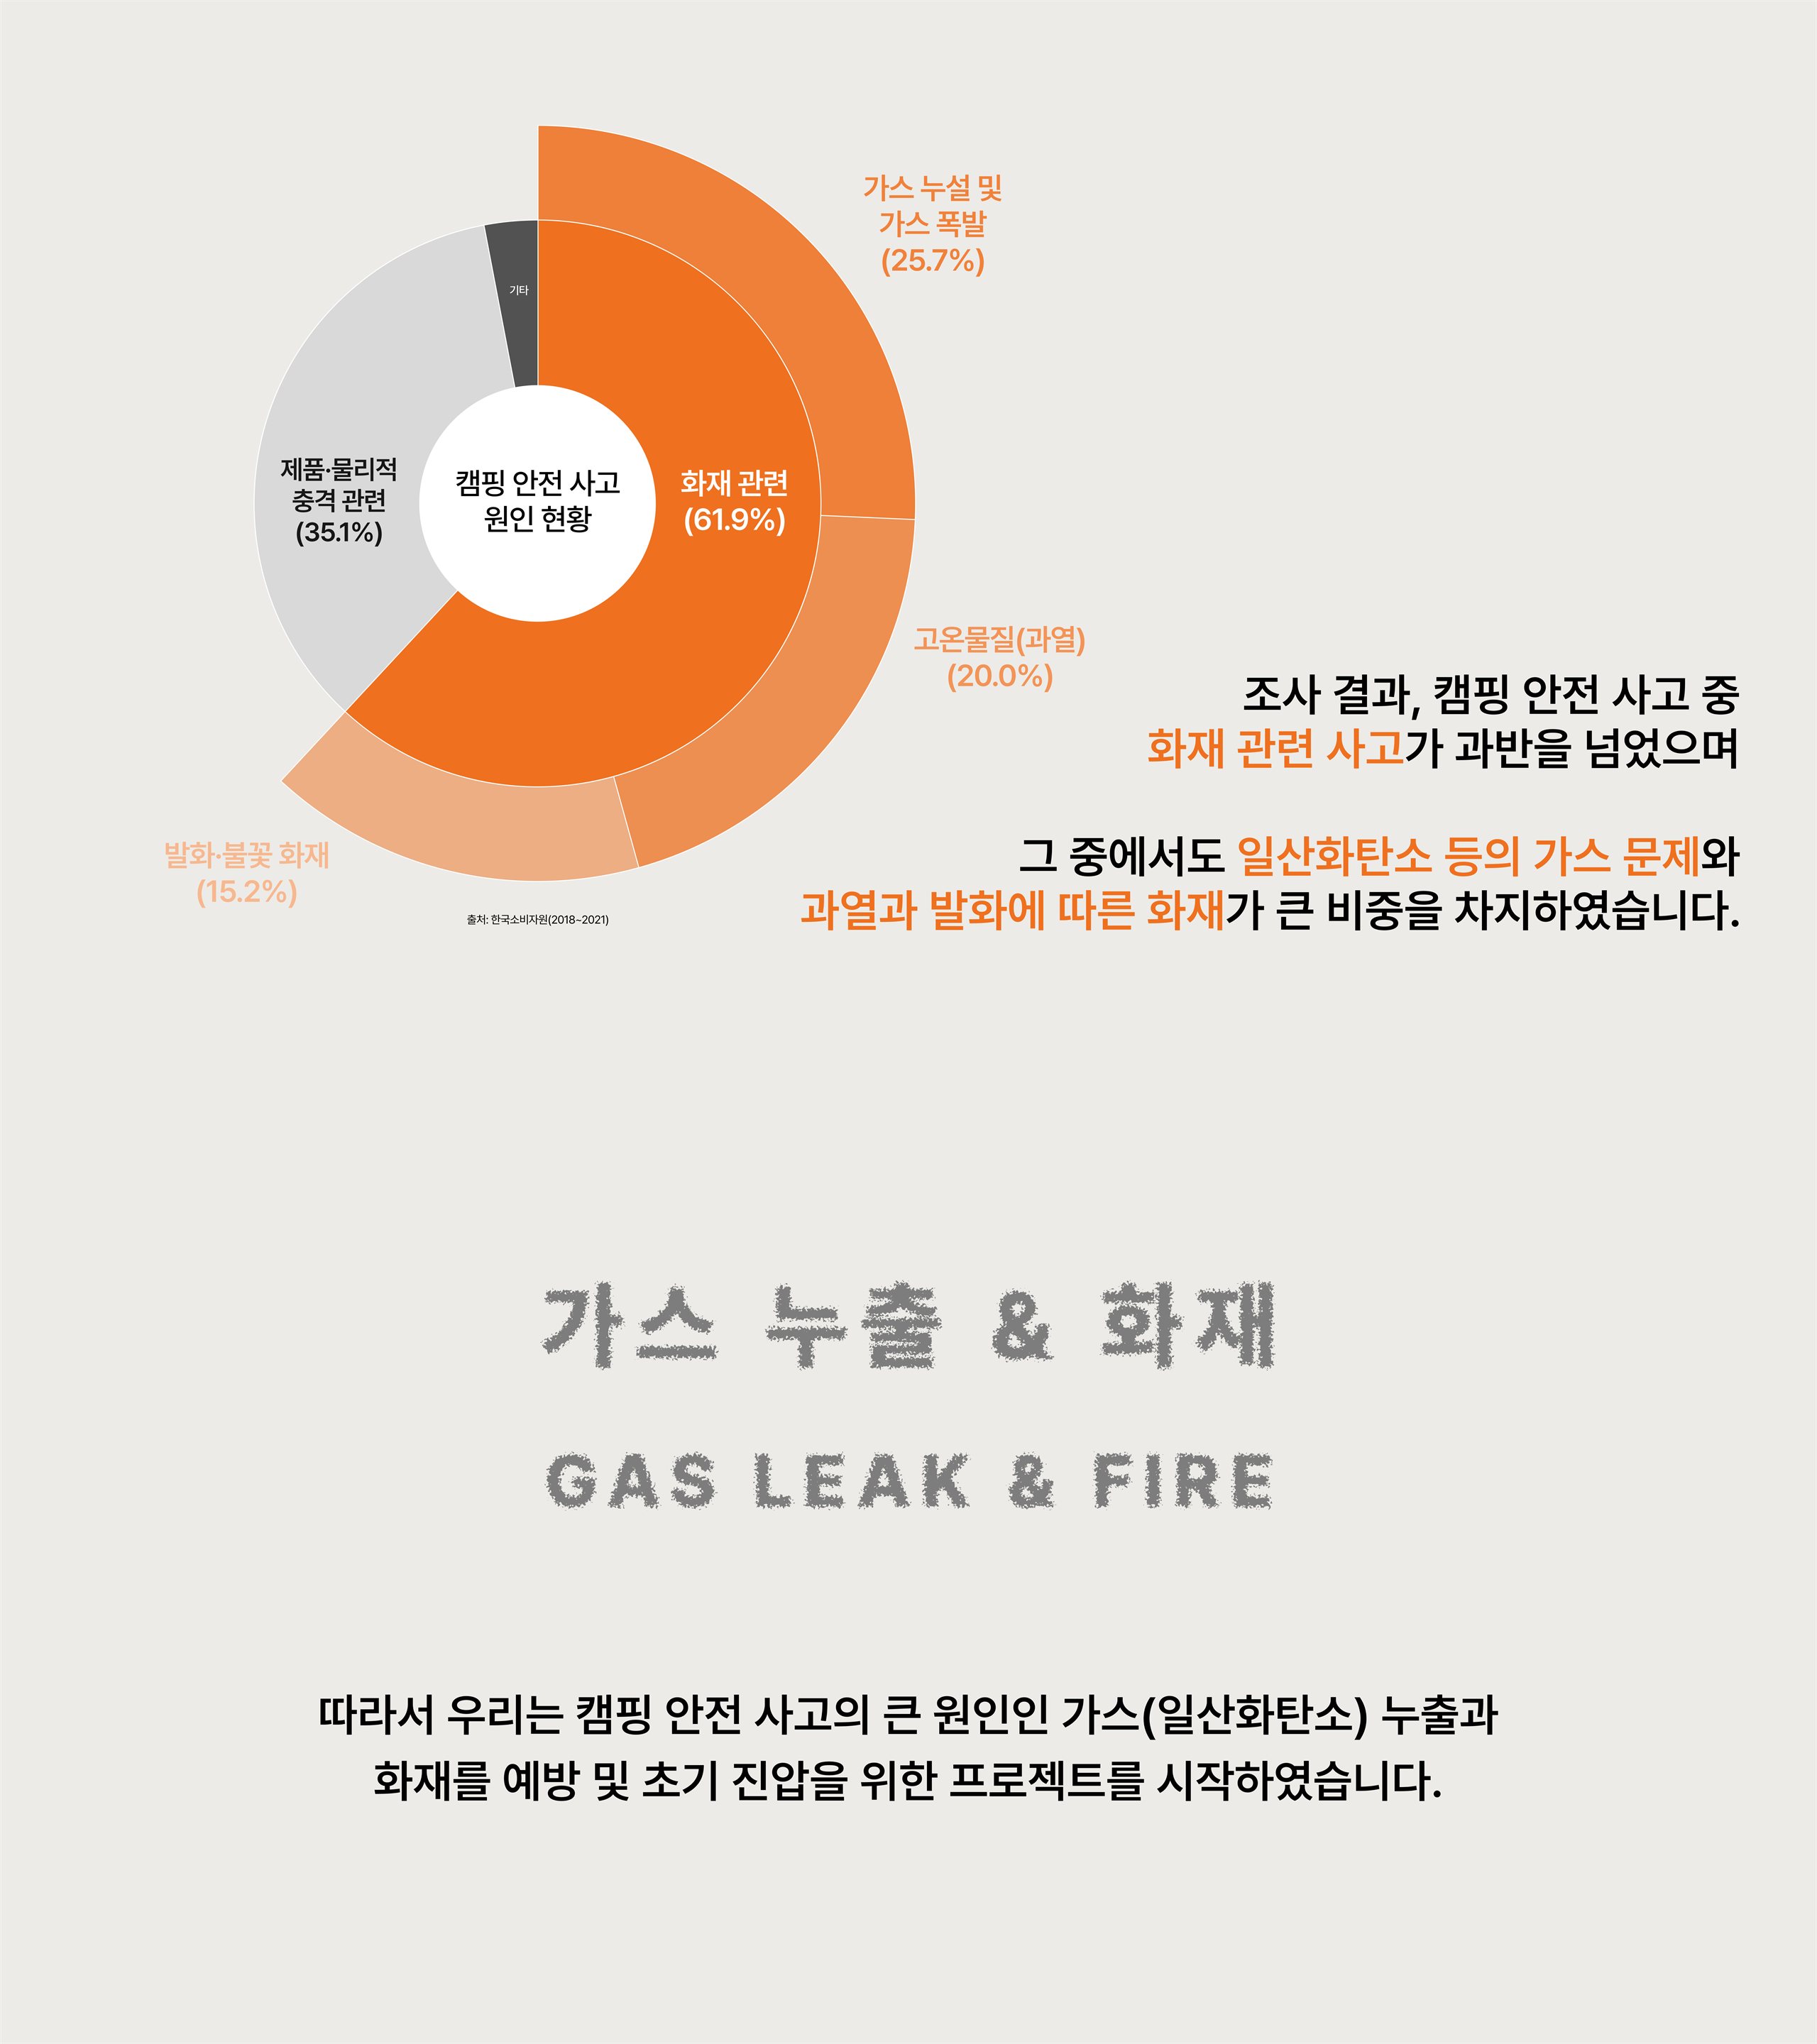 가스 누설 및
가스 폭발
(25.7%)
기타
제품·물리적
충격 관련
(35.1%)
캠핑 안전 사고
원인 현황
화재 관련
(61.9%)
고온물질(과열)
(20.0%)
발화·불꽃 화재
(15.2%)
출처: 한국소비자원(2018~2021)
조사 결과, 캠핑 안전 사고 중
화재 관련 사고가 과반을 넘었으며
그 중에서도 일산화탄소 등의 가스 문제와
과열과 발화에 따른 화재가 큰 비중을 차지하였습니다.
가스 누출 & 화재
GAS LEAK & FIRE
따라서 우리는 캠핑 안전 사고의 큰 원인인 가스(일산화탄소) 누출과
화재를 예방 및 초기 진압을 위한 프로젝트를 시작하였습니다.